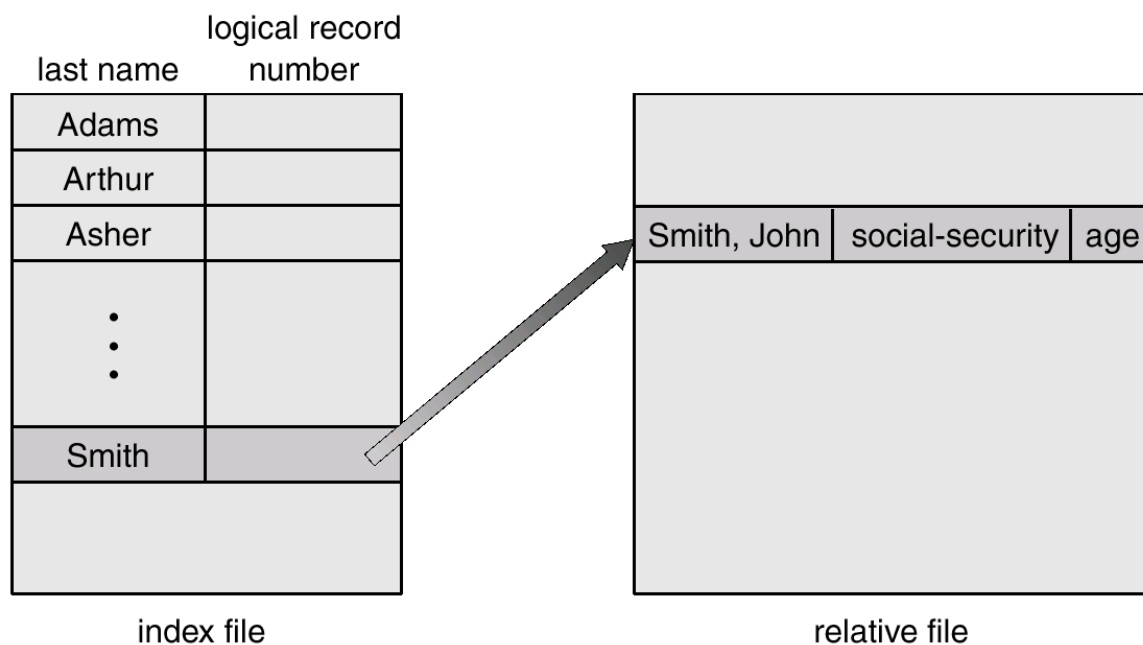 logical record
last name number
Adams
Arthur
Asher
Smith
Smith, John social-security age
index file
relative file